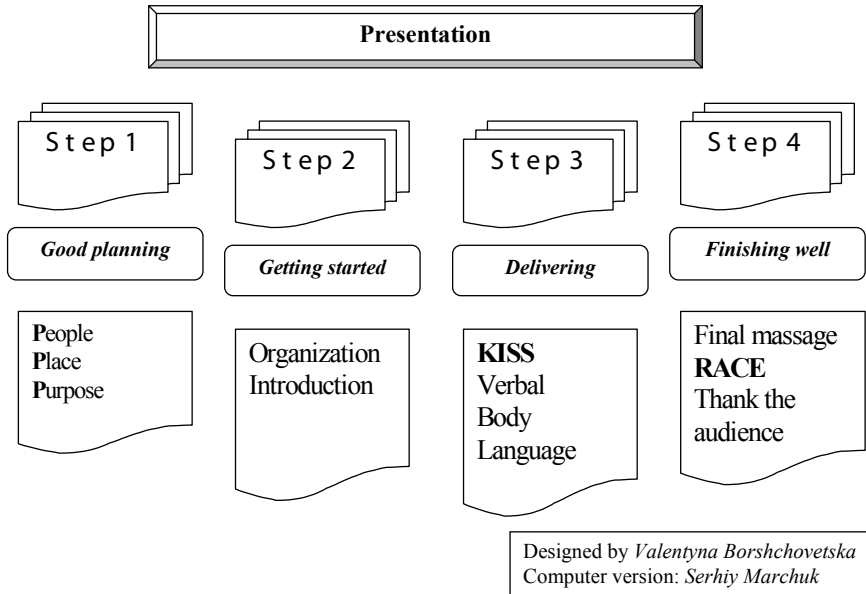 Presentation
Step 1
Good planning
People
Place
Purpose
Step 2
Getting started
Organization
Introduction
Step 3
Delivering
KISS
Verbal
Body
Language
Step 4
Finishing well
Final massage
RACE
Thank the
audience
Designed by Valentyna Borshchovetska
Computer version: Serhiy Marchuk